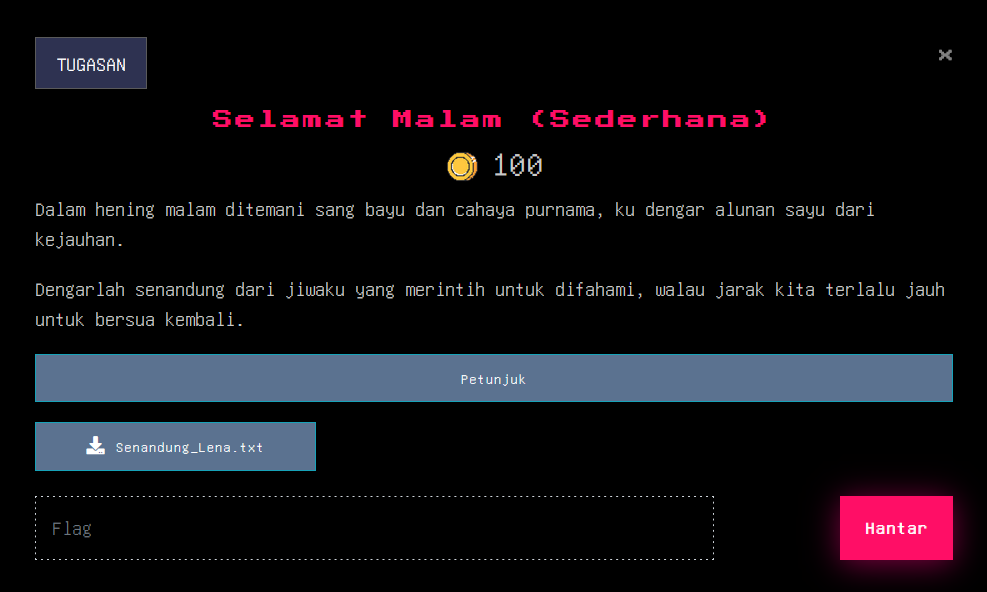 TUGASAN
×
Selamat Malam (Sederhana)
100
Dalam hening malam ditemani sang bayu dan cahaya purnama, ku dengar alunan sayu dari
kejauhan.
Dengarlah senandung dari jiwaku yang merintih untuk difahami, walau jarak kita terlalu jauh
untuk bersua kembali.
Petunjuk
Senandung_Lena.txt
Flag
Hantar